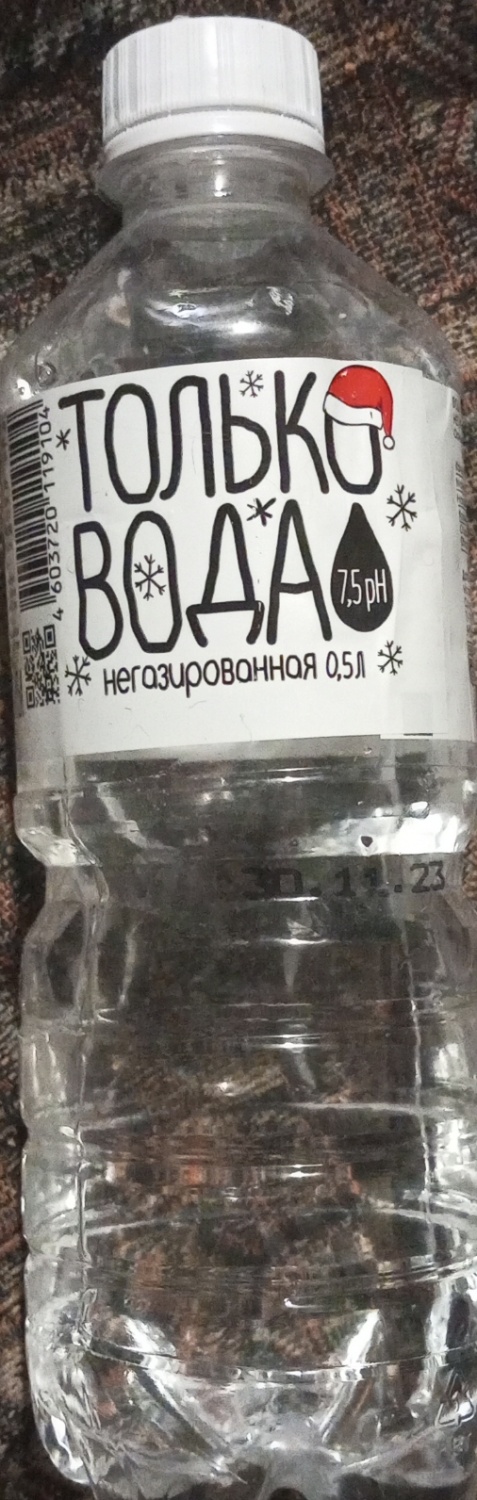 ТОЛЬКО
ВОДА
7,5 pH
негазированная 0,5л
4 603720 119104
30.11.23